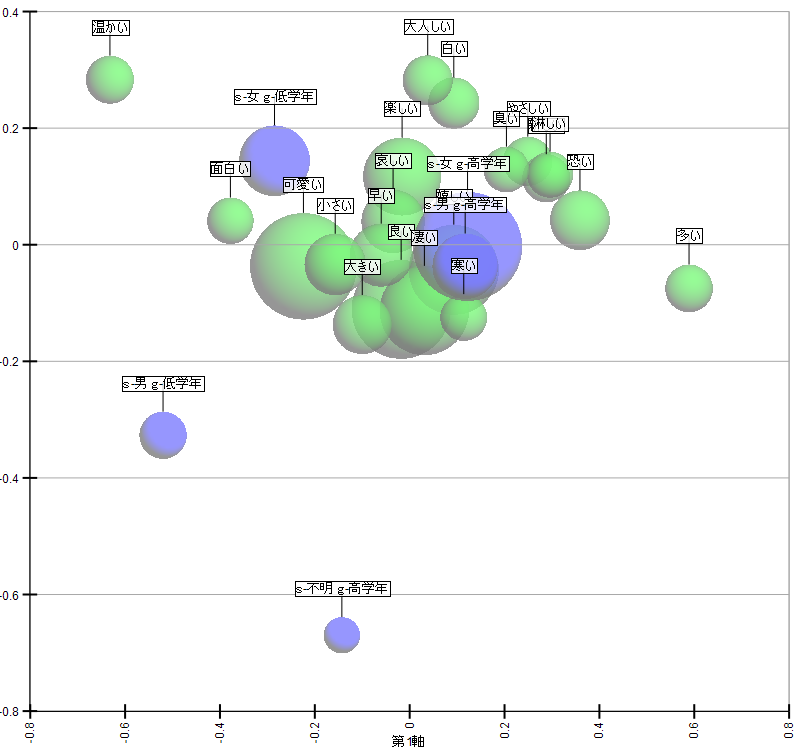 0.4
温かい
大人しい
白い
s-女 g-低学年
楽しい
臭い
0.2
淋しい
哀しい
s-女 g-高学年
恐い
面白い
可愛い
早い
小さい
s-男 g-高学年
良い
凄い
多い
0
大きい
寒い
-0.2
s-男 g-低学年
-0.4
s-不明 g-高学年
-0.6
-0.8
-0.8
-0.6
-0.4
-0.2
0
0.2
0.4
0.6
0.8
第1軸